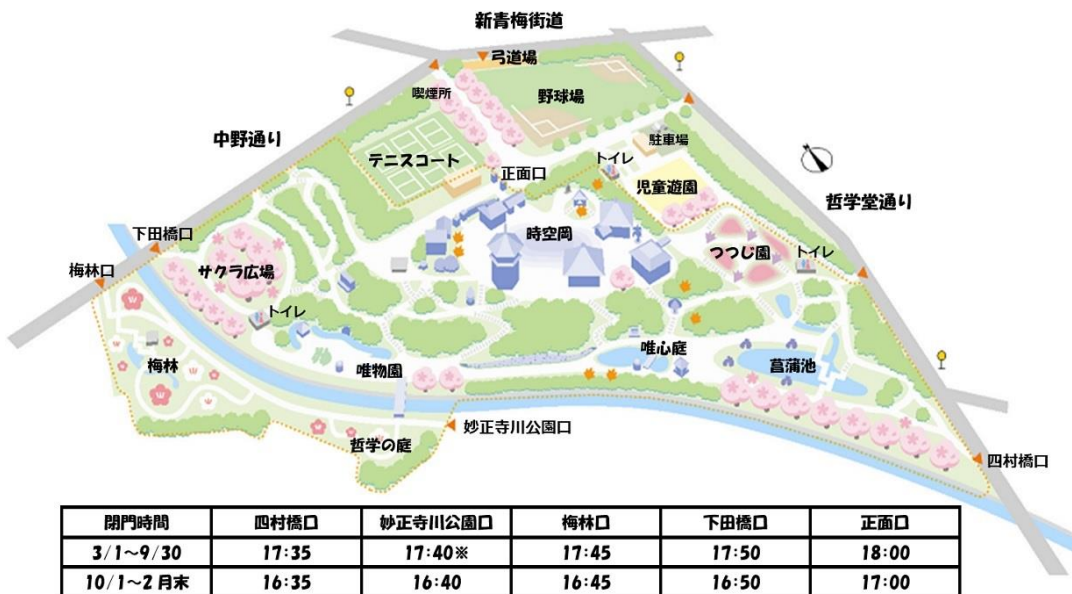 新青梅街道
弓道場
喫煙所
野球場
中野通り
駐車場
テニスコート
トイレ
正面口
児童遊園
哲学堂通り
時空岡
下田橋口
つつじ園
トイレ
梅林口
サクラ広場
トイレ
唯心庭
梅林
唯物園
菖蒲池
妙正寺川公園口
哲学の庭
四村橋口
閉門時間 四村橋口 妙正寺川公園口 梅林口 下田橋口 正面口
3/1~9/30 17:35 17:40※ 17:45 17:50 18:00
10/1~2月末 16:35 16:40 16:45 16:50 17:00